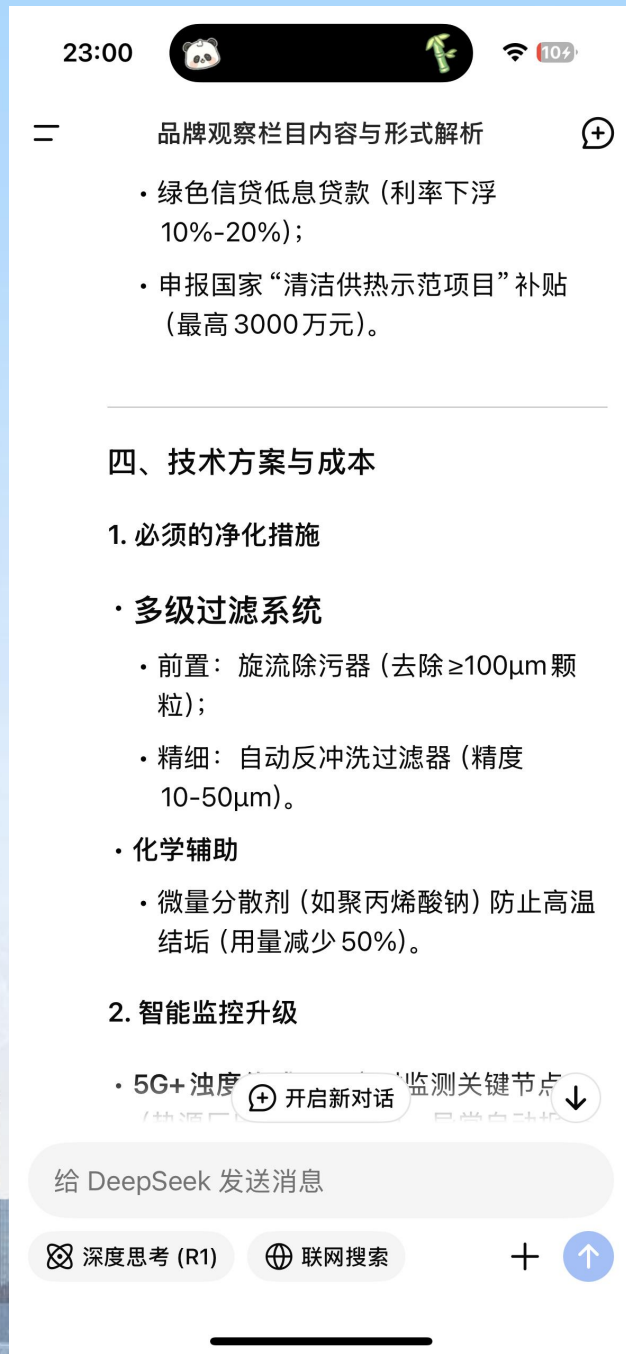 23:00
10
品牌观察栏目内容与形式解析
• 绿色信贷低息贷款（利率下浮
10%-20%）；
• 申报国家“清洁供热示范项目”补贴
（最高3000万元）。
四、技术方案与成本
1. 必须的净化措施
• 多级过滤系统
• 前置：旋流除污器（去除≥100μm颗
粒）；
• 精细：自动反冲洗过滤器（精度
10-50μm）。
• 化学辅助
• 微量分散剂（如聚丙烯酸钠）防止高温
结垢（用量减少50%）。
2. 智能监控升级
• 5G+浊度 监测关键节点
开启新对话
给 DeepSeek 发送消息
深度思考 (R1)
联网搜索